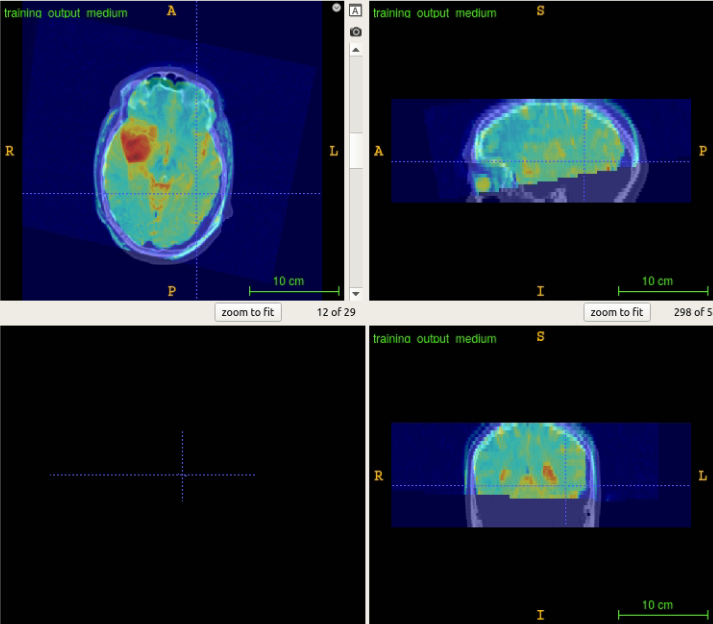 training output medium
A
A
R
L
P
10 cm
zoom to fit
12 of 29
training output medium
S
A
P
I
10 cm
zoom to fit
298 of 5
training output medium
S
R
L
I
10 cm